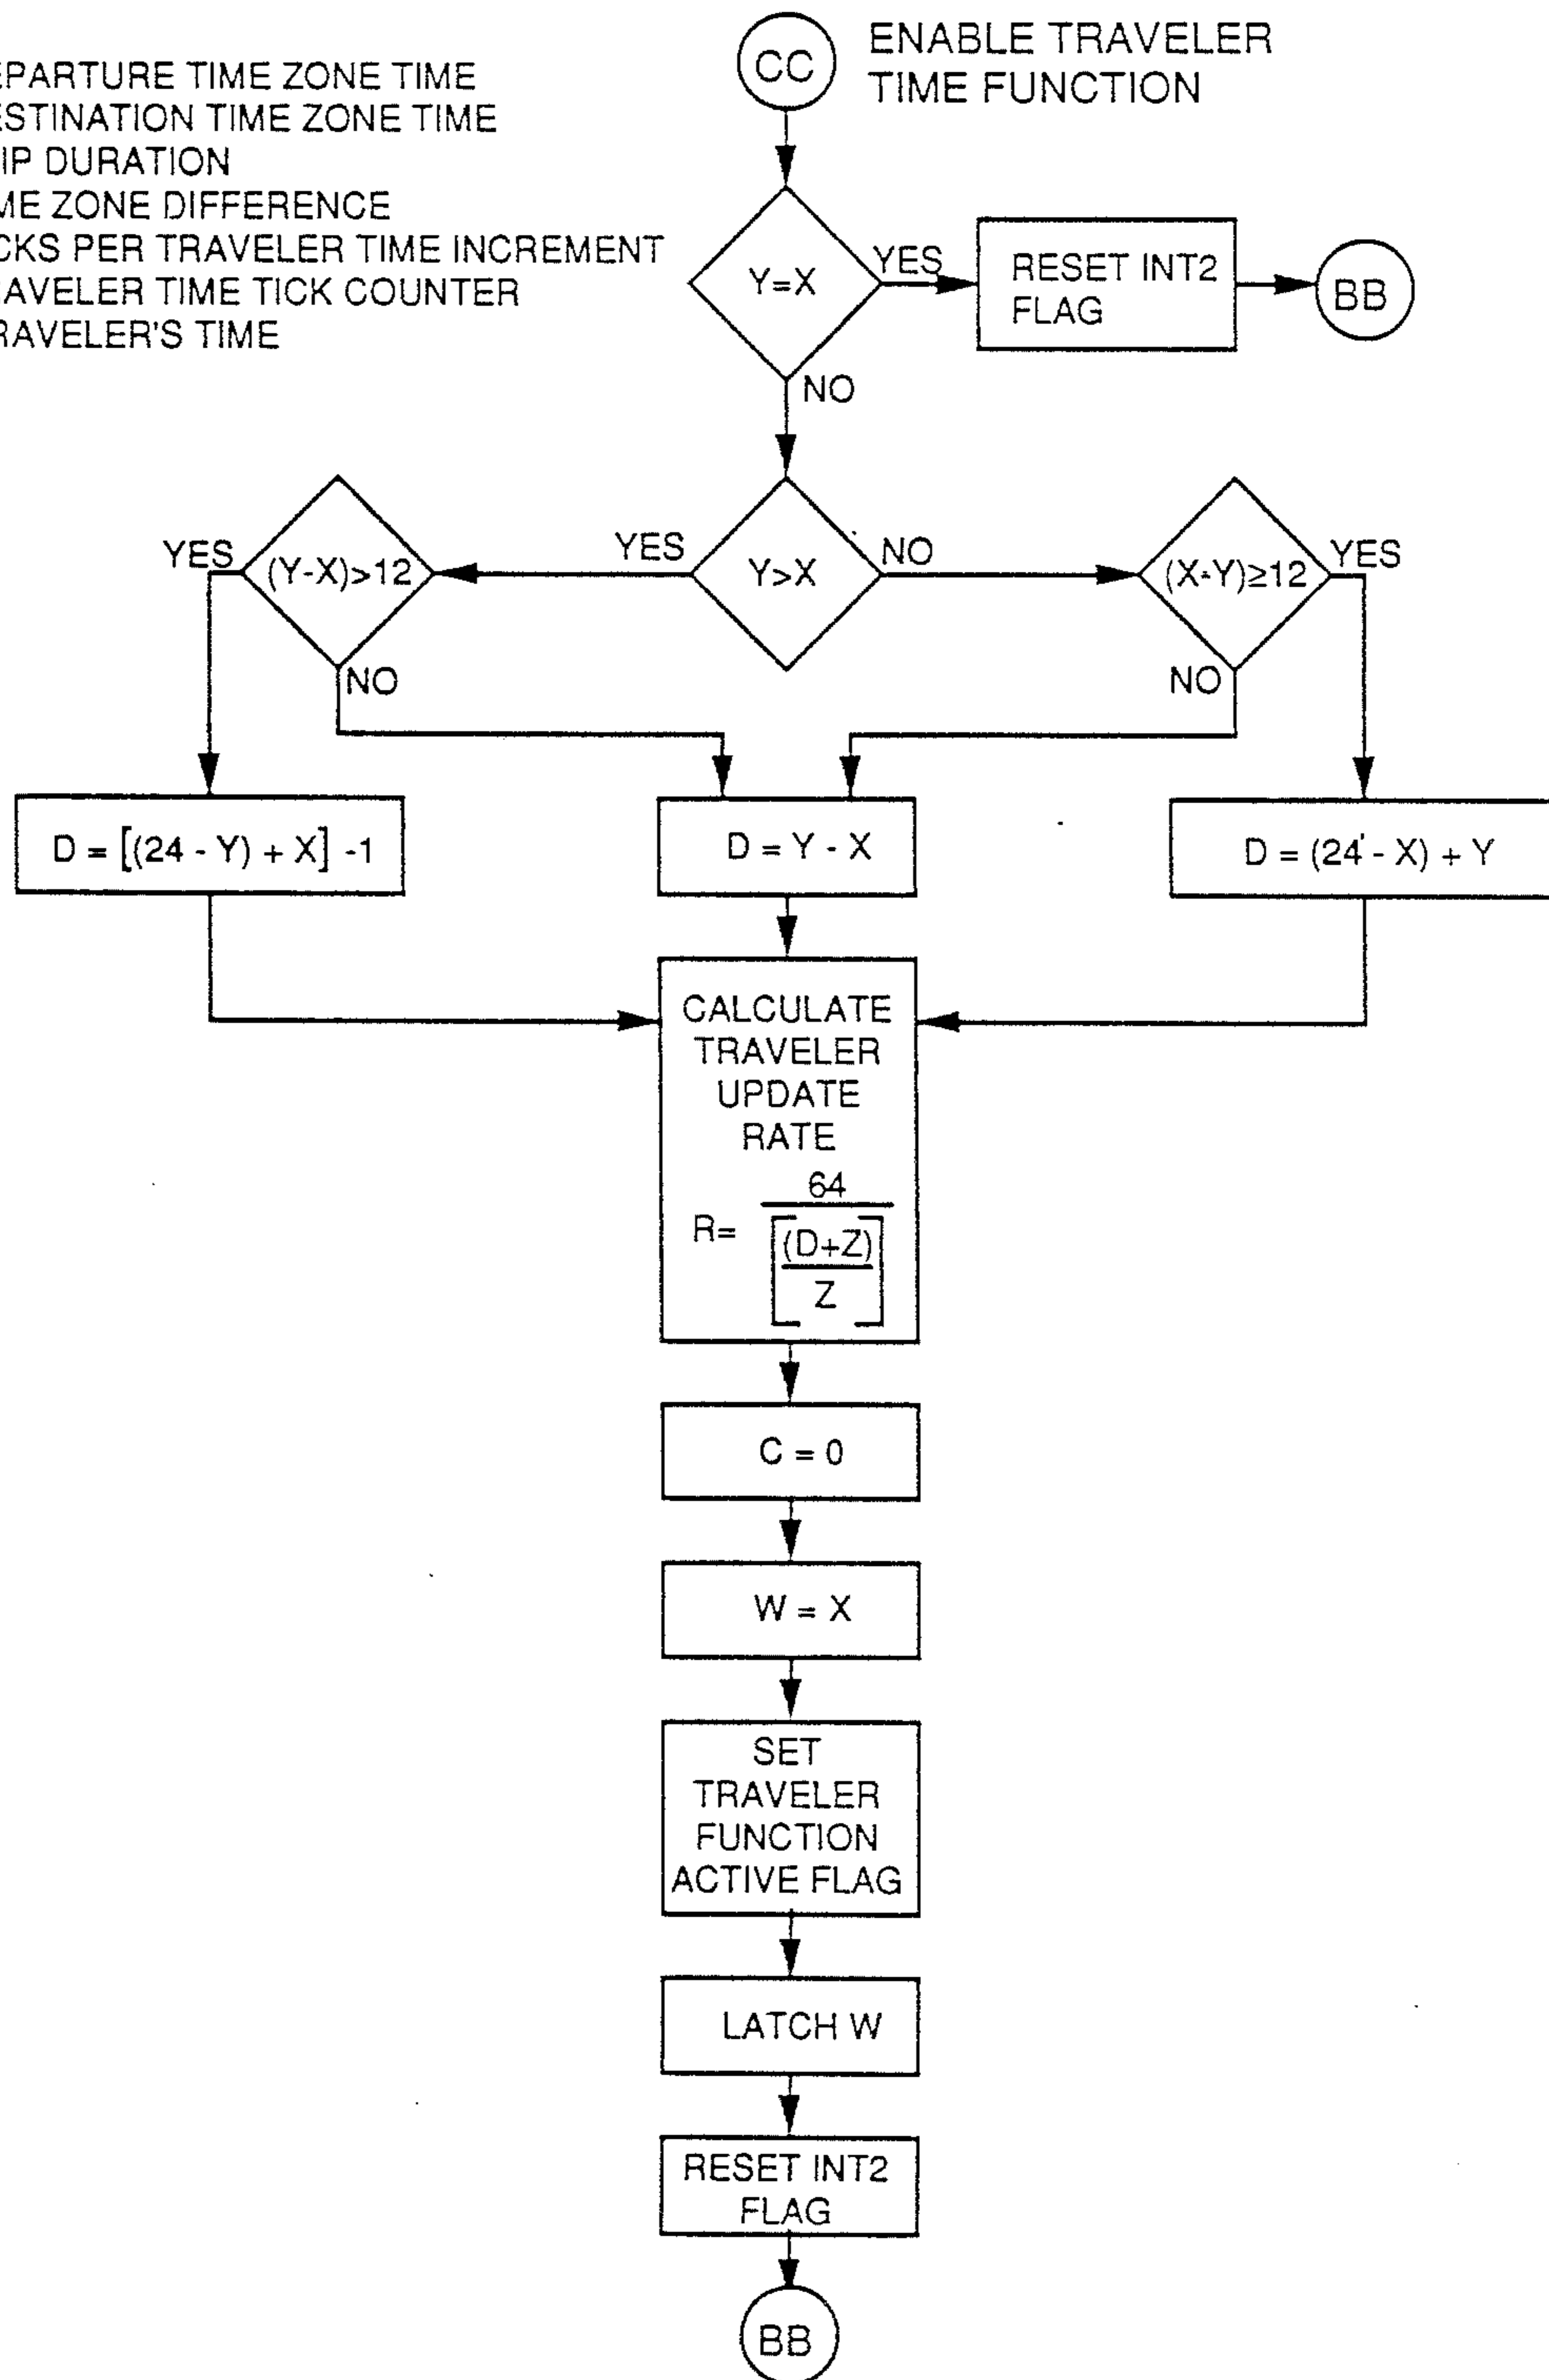 CC
ENABLE TRAVELER
TIME FUNCTION
EPARTURE TIME ZONE TIME
ESTINATION TIME ZONE TIME
IP DURATION
ME ZONE DIFFERENCE
CKS PER TRAVELER TIME INCREMENT
AVELER TIME TICK COUNTER
RAVELER'S TIME
Y=X
YES
RESET INT2
FLAG
BB
NO
YES
(Y-X)>12
YES
Y>X
NO
(X-Y)≥12
YES
NO
NO
D = [(24 - Y) + X] -1
D = Y - X
D = (24 - X) + Y
CALCULATE
TRAVELER
UPDATE
RATE
64
R=
(D+Z)
Z
C = 0
W = X
SET
TRAVELER
FUNCTION
ACTIVE FLAG
LATCH W
RESET INT2
FLAG
BB